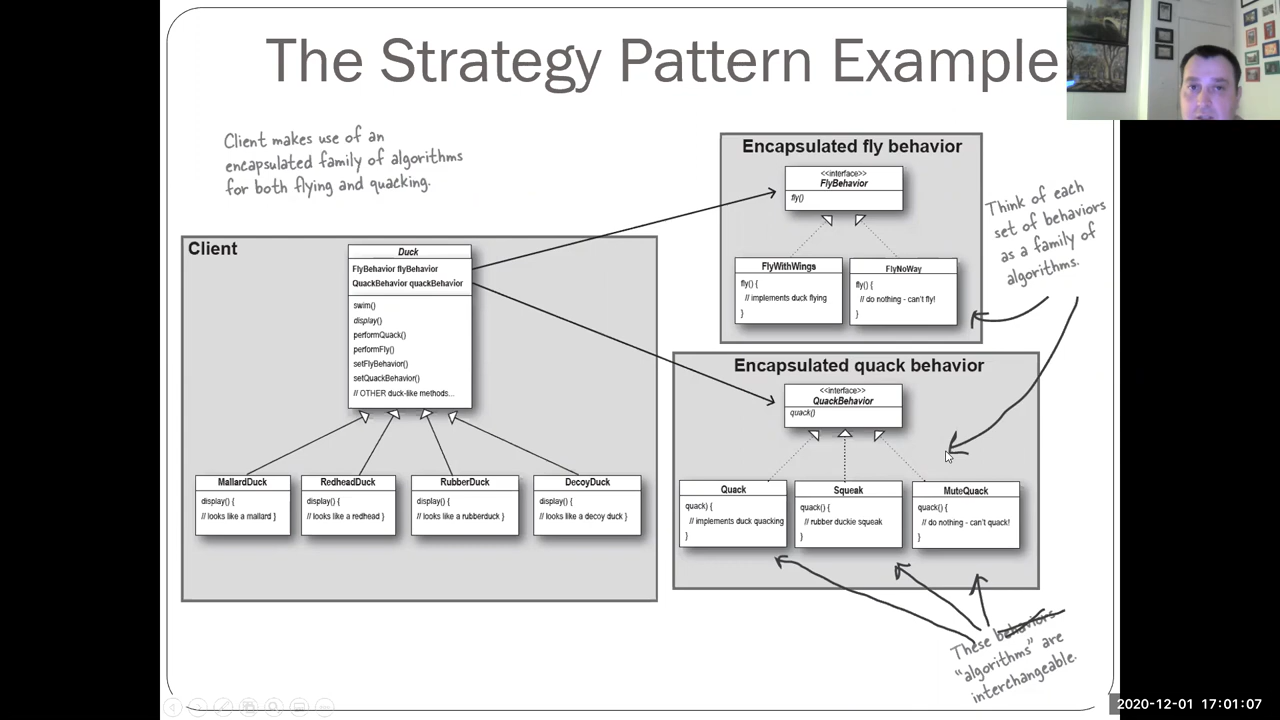 The Strategy Pattern Example
Client makes use of an
encapsulated family of algorithms
for both flying and quacking.
Encapsulated fly behavior
<<interface>>
FlyBehavior
fly()
FlyWithWings
fly() {
// implements duck flying
}
FlyNoWay
fly() {
// do nothing - can't fly!
}
Think of each
set of behaviors
as a family of
algorithms.
Client
Duck
FlyBehavior flyBehavior
QuackBehavior quackBehavior
swim()
display()
performQuack()
performFly()
setFlyBehavior()
setQuackBehavior()
// OTHER duck-like methods...
MallardDuck
display() {
// looks like a mallard }
RedheadDuck
display() {
// looks like a redhead }
RubberDuck
display() {
// looks like a rubberduck }
DecoyDuck
display() {
// looks like a decoy duck }
Encapsulated quack behavior
<<interface>>
QuackBehavior
quack()
Quack
quack) {
// implements duck quacking
}
Squeak
quack() {
// rubber duckie squeak
}
MuteQuack
quack() {
// do nothing - can't quack!
}
These behaviors
"algorithms" are
interchangeable.
2020-12-01 17:01:07